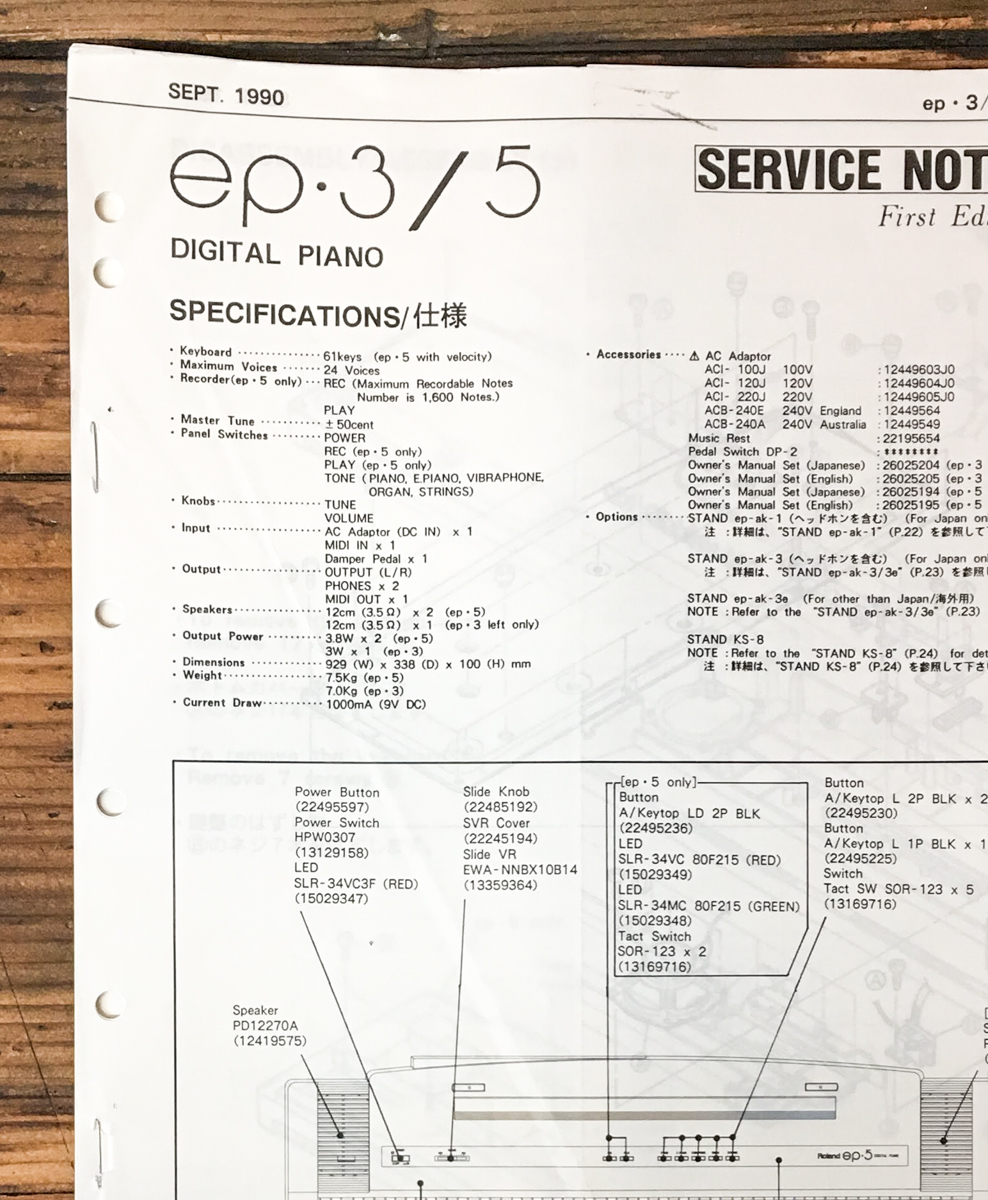 SEPT. 1990
ep・3/
ep・3/5
DIGITAL PIANO
SERVICE NOT
First Ed
SPECIFICATIONS/仕様
・Keyboard ·············· 61keys (ep・5 with velocity)
・Maximum Voices ······· 24 Voices
・Recorder(ep・5 only) ··· REC (Maximum Recordable Notes
Number is 1,600 Notes.)
PLAY
・Master Tune ··········· ±50cent
・Panel Switches ········· POWER
REC (ep・5 only)
PLAY (ep・5 only)
TONE (PIANO, E.PIANO, VIBRAPHONE,
ORGAN, STRINGS)
・Knobs·················· TUNE
VOLUME
・Input ·················· AC Adaptor (DC IN) x 1
MIDI IN x 1
Damper Pedal x 1
・Output················· OUTPUT (L/R)
PHONES x 2
MIDI OUT x 1
・Speakers··············· 12cm (3.5Ω) x 2 (ep・5)
12cm (3.5Ω) x 1 (ep・3 left only)
・Output Power ·········· 3.8W x 2 (ep・5)
3W x 1 (ep・3)
・Dimensions ············ 929 (W) x 338 (D) x 100 (H) mm
・Weight················· 7.5Kg (ep・5)
7.0Kg (ep・3)
・Current Draw··········· 1000mA (9V DC)
・Accessories ···· ⚠ AC Adaptor
ACI- 100J 100V :12449603J0
ACI- 120J 120V :12449604J0
ACI- 220J 220V :12449605J0
ACB-240E 240V England :12449564
ACB-240A 240V Australia :12449549
Music Rest :22195654
Pedal Switch DP-2 :********
Owner's Manual Set (Japanese) :26025204 (ep・3
Owner's Manual Set (English) :26025205 (ep・3
Owner's Manual Set (Japanese) :26025194 (ep・5
Owner's Manual Set (English) :26025195 (ep・5
・Options ········ STAND ep-ak-1 (ヘッドホンを含む) (For Japan on
注 :詳細は、“STAND ep-ak-1” (P.22) を参照して
STAND ep-ak-3 (ヘッドホンを含む) (For Japan on
注 :詳細は、“STAND ep-ak-3/3e” (P.23) を参照
STAND ep-ak-3e (For other than Japan/海外用)
NOTE :Refer to the “STAND ep-ak-3/3e” (P.23)
STAND KS-8
NOTE :Refer to the “STAND KS-8” (P.24) for det
注 :詳細は、“STAND KS-8” (P.24) を参照して下さ
Power Button
(22495597)
Power Switch
HPW0307
(13129158)
LED
SLR-34VC3F (RED)
(15029347)
Slide Knob
(22485192)
SVR Cover
(22245194)
Slide VR
EWA-NNBX10B14
(13359364)
[ep・5 only]
Button
A/Keytop LD 2P BLK
(22495236)
LED
SLR-34VC 80F215 (RED)
(15029349)
LED
SLR-34MC 80F215 (GREEN)
(15029348)
Tact Switch
SOR-123 x 2
(13169716)
Button
A/Keytop L 2P BLK x 2
(22495230)
Button
A/Keytop L 1P BLK x 1
(22495225)
Switch
Tact SW SOR-123 x 5
(13169716)
Speaker
PD12270A
(12419575)
Roland ep・5 DIGITAL PIANO